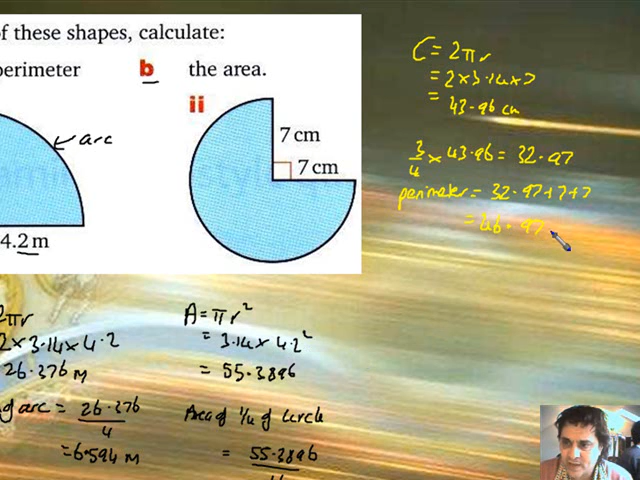 of these shapes, calculate:
perimeter b the area.
ii
arc
7 cm
7 cm
4.2 m
C = 2πr
= 2 × 3.14 × 7
= 43.96 cm
3/4 × 43.96 = 32.97
perimeter = 32.97+7+7
= 46.97
2πr
2 × 3.14 × 4.2
26.376 m
of arc = 26.376
4
= 6.594 m
A = πr²
= 3.14 × 4.2²
= 55.3896
Area of 1/4 of circle
= 55.3896